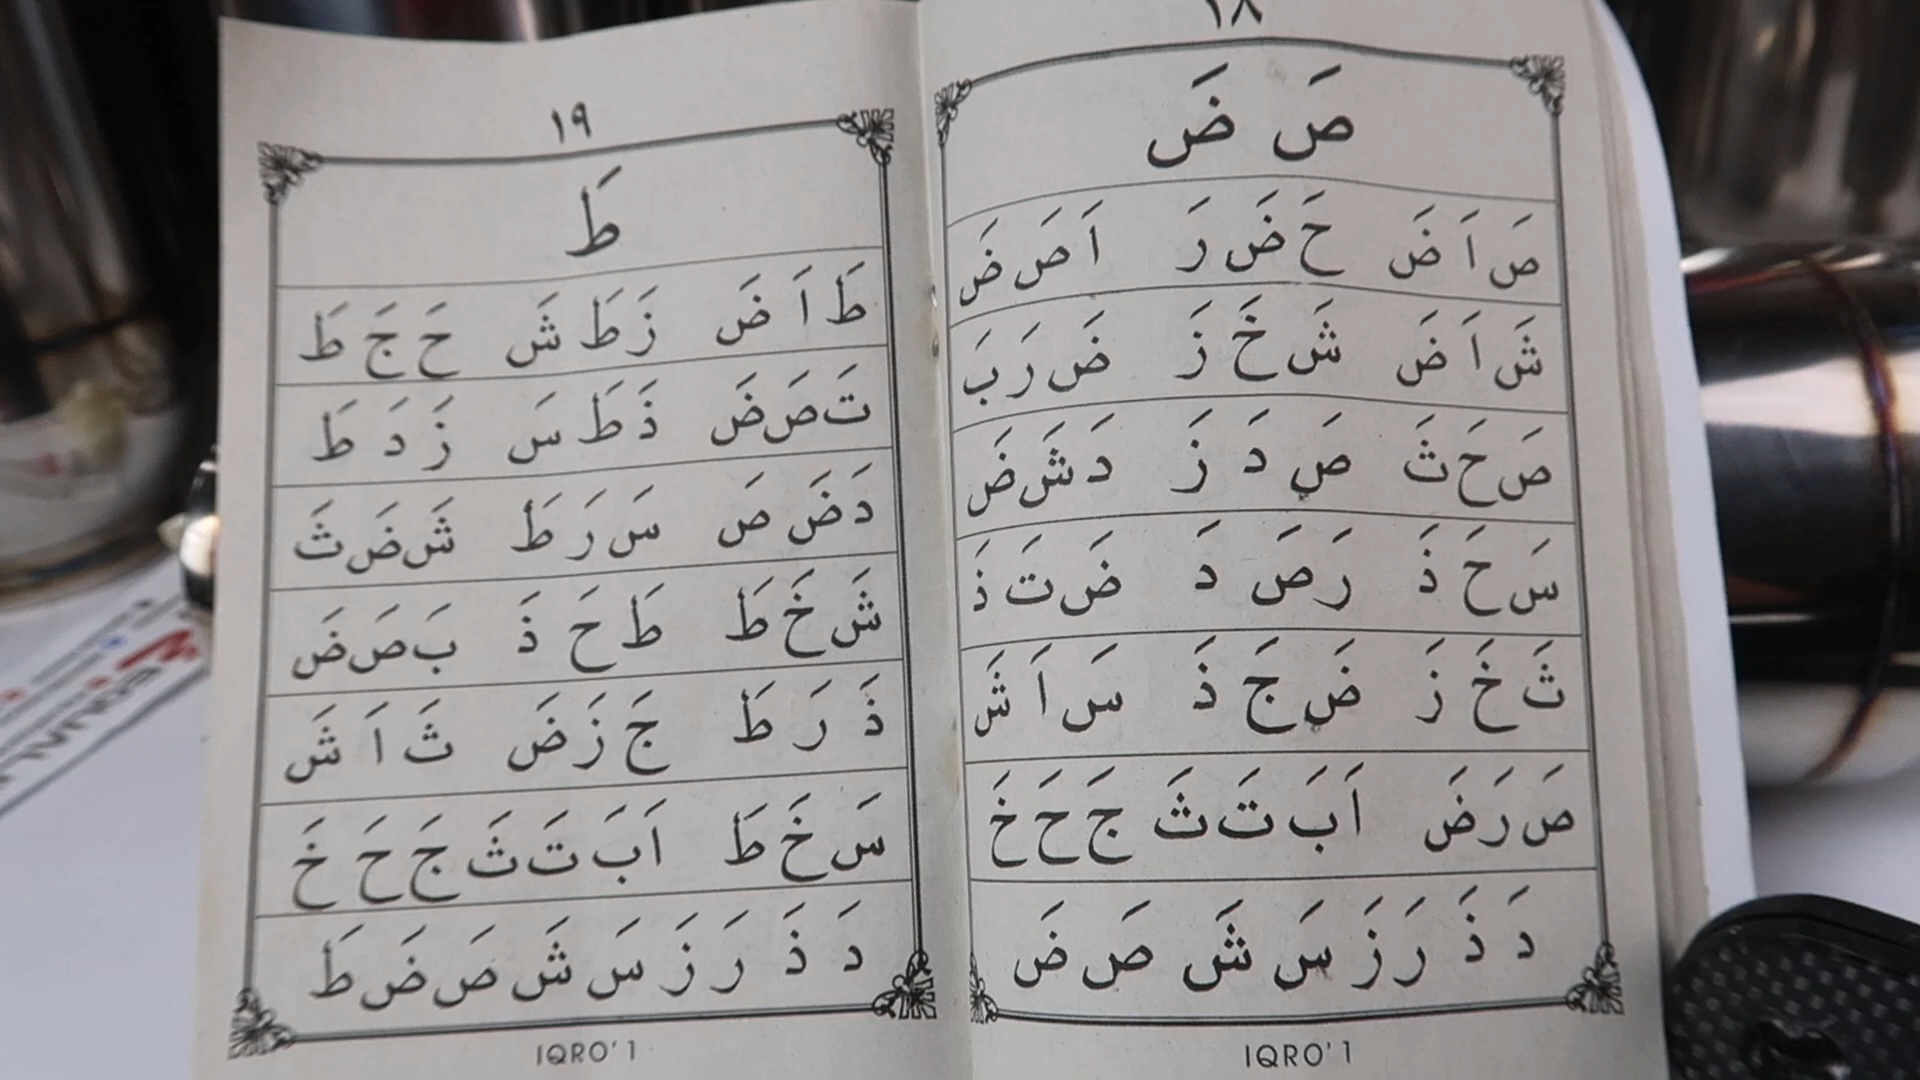 ١٨
صَ ضَ
صَ اَ ضَ حَ ضَ رَ اَ صَ ضَ
شَ اَ ضَ شَ خَ زَ ضَ رَ بَ
صَ حَ ثَ صَ دَ زَ دَ شَ ضَ
سَ حَ ذَ رَ صَ دَ ضَ تَ ذَ
ثَ خَ زَ ضَ جَ ذَ سَ اَ شَ
صَ رَ ضَ اَ بَ تَ ثَ جَ حَ خَ
دَ ذَ رَ زَ سَ شَ صَ ضَ
IQRO' 1
١٩
طَ
طَ اَ ضَ زَ طَ شَ حَ جَ طَ
تَ صَ ضَ ذَ طَ سَ زَ دَ طَ
دَ ضَ صَ سَ رَ طَ شَ ضَ ثَ
شَ خَ طَ طَ حَ ذَ بَ صَ ضَ
ذَ رَ طَ جَ زَ ضَ ثَ اَ شَ
سَ خَ طَ اَ بَ تَ ثَ جَ حَ خَ
دَ ذَ رَ زَ سَ شَ صَ ضَ طَ
IQRO' 1